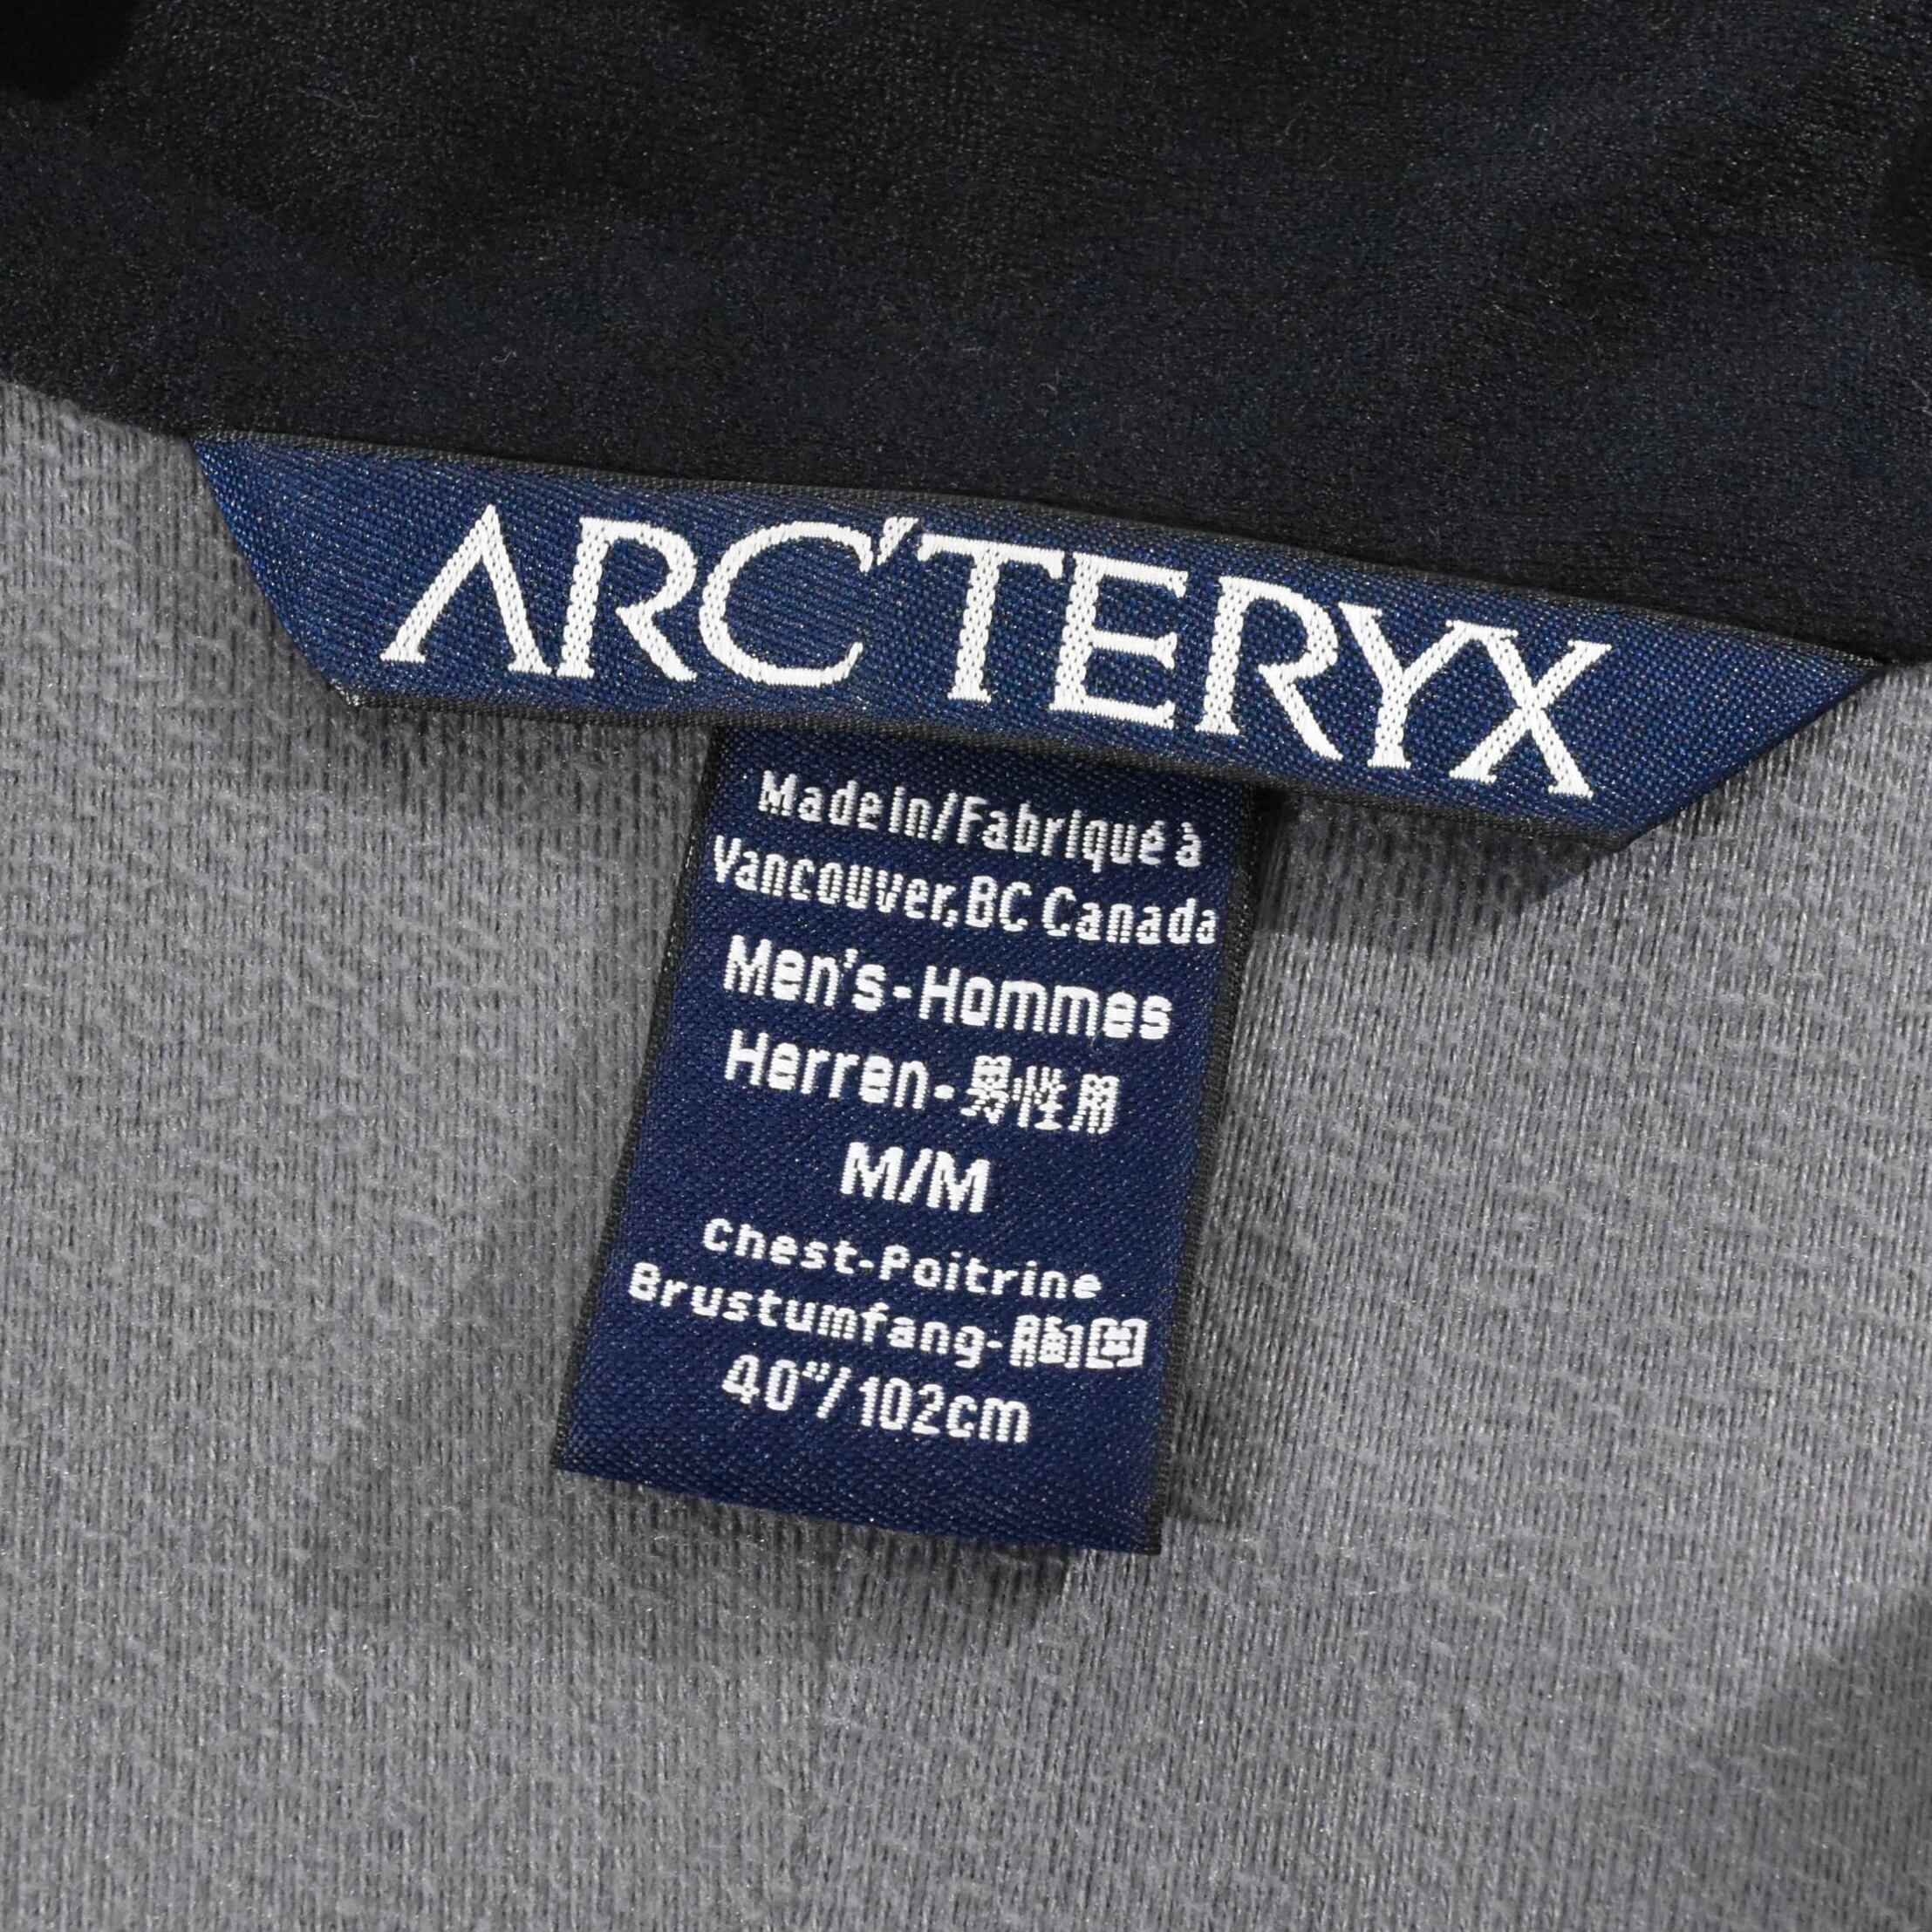 ARC'TERYX
Made in/Fabriqué à
Vancouver, BC Canada
Men's-Hommes
Herren-男性用
M/M
Chest-Poitrine
Brustumfang-胸囲
40"/102cm